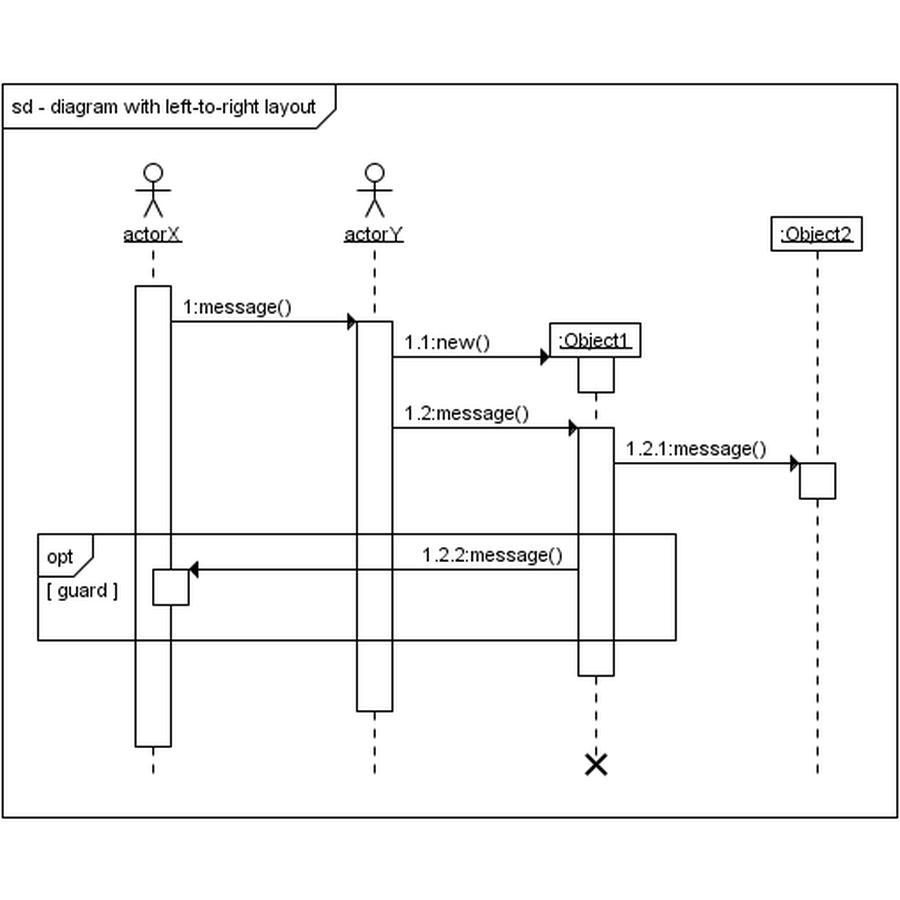 sd - diagram with left-to-right layout
actorX
actorY
:Object2
1:message()
1.1:new()
:Object1
1.2:message()
1.2.1:message()
opt
1.2.2:message()
[ guard ]